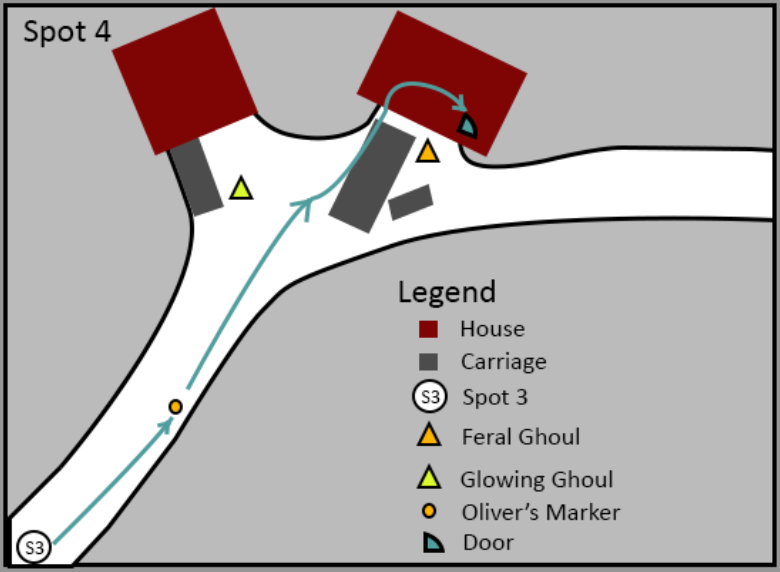 Spot 4
Legend
House
Carriage
S3 Spot 3
Feral Ghoul
Glowing Ghoul
Oliver's Marker
Door
S3